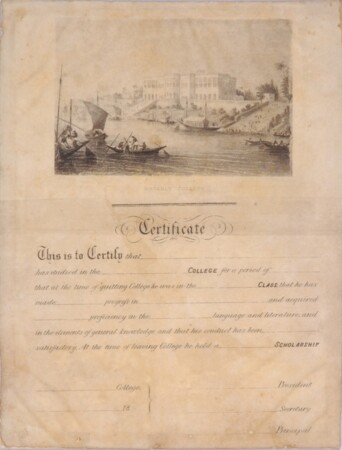 Certificate
This is to Certify that
has studied in the COLLEGE for a period of
that at the time of quitting College he was in the CLASS that he has
made progress in and acquired
proficiency in the language and literature, and
in the elements of general knowledge and that his conduct has been
satisfactory. At the time of leaving College he held a SCHOLARSHIP
College. President
18 Secretary
Principal